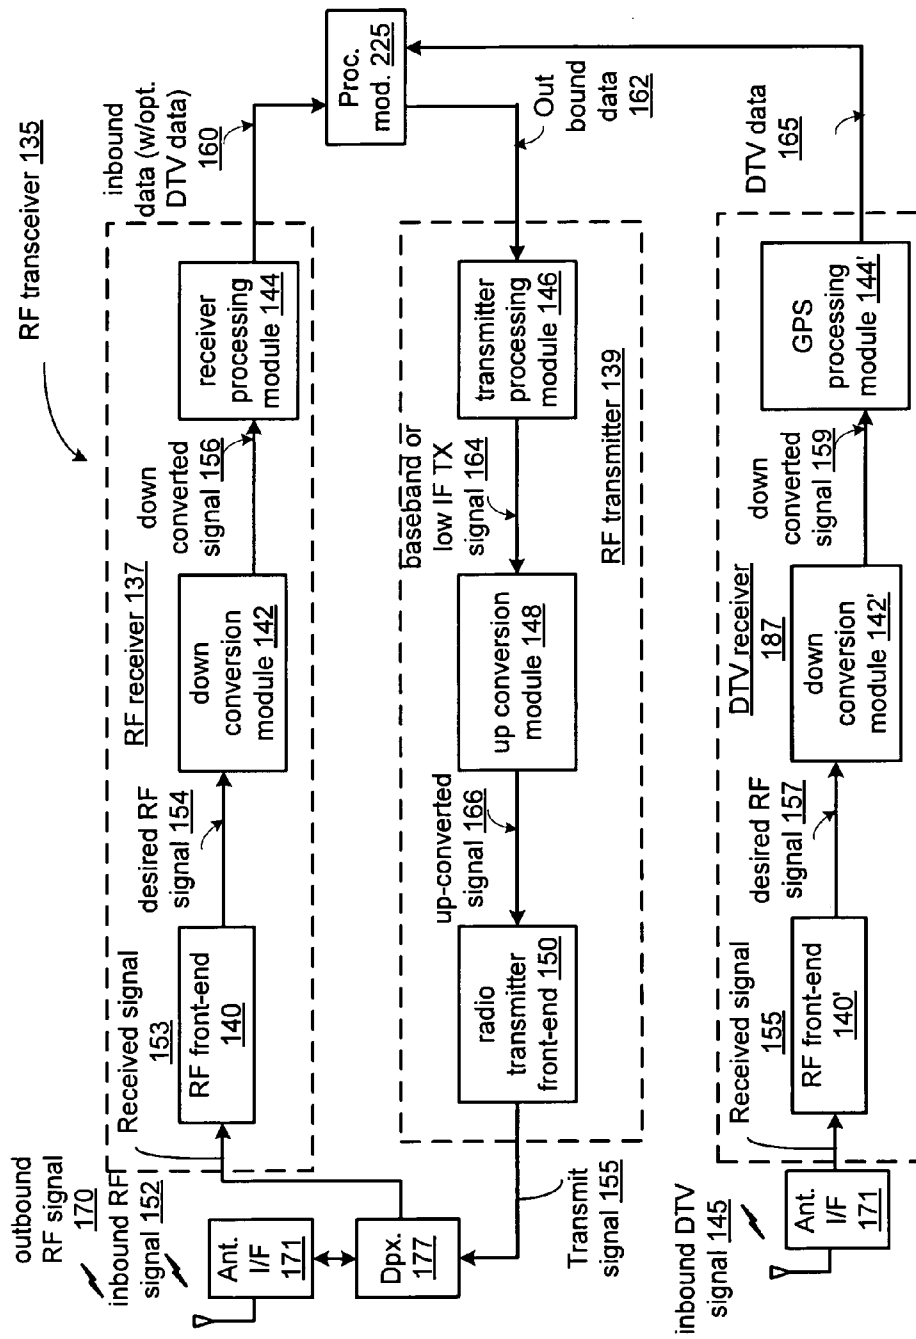 RF transceiver 135
outbound
RF signal
170
inbound RF
signal 152
Ant.
I/F
171
Dpx.
177
Received signal
153
RF front-end
140
desired RF
signal 154
RF receiver 137
down
conversion
module 142
down
converted
signal 156
receiver
processing
module 144
inbound
data (w/opt.
DTV data)
160
Proc.
mod. 225
Out
bound
data
162
transmitter
processing
module 146
RF transmitter 139
baseband or
low IF TX
signal 164
up conversion
module 148
up-converted
signal 166
radio
transmitter
front-end 150
Transmit
signal 155
inbound DTV
signal 145
Ant.
I/F
171
Received signal
155
RF front-end
140'
desired RF
signal 157
DTV receiver
187
down
conversion
module 142'
down
converted
signal 159
GPS
processing
module 144'
DTV data
165